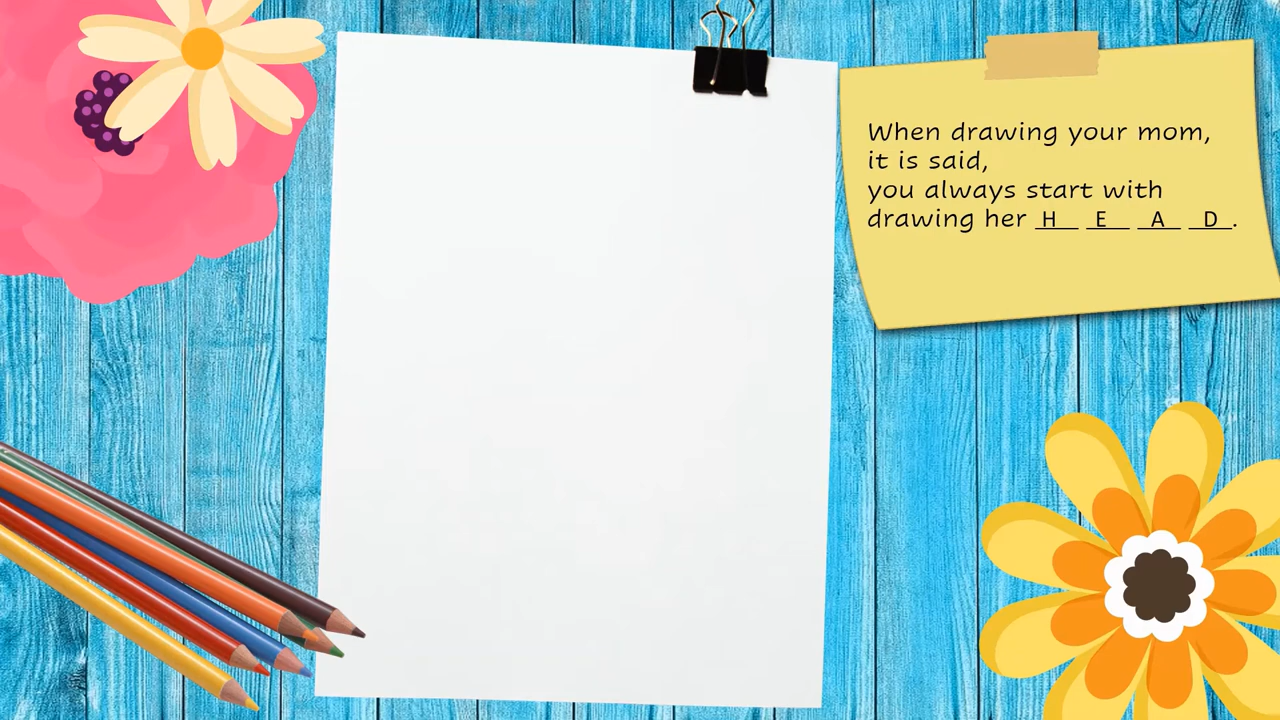 When drawing your mom,
it is said,
you always start with
drawing her H E A D.